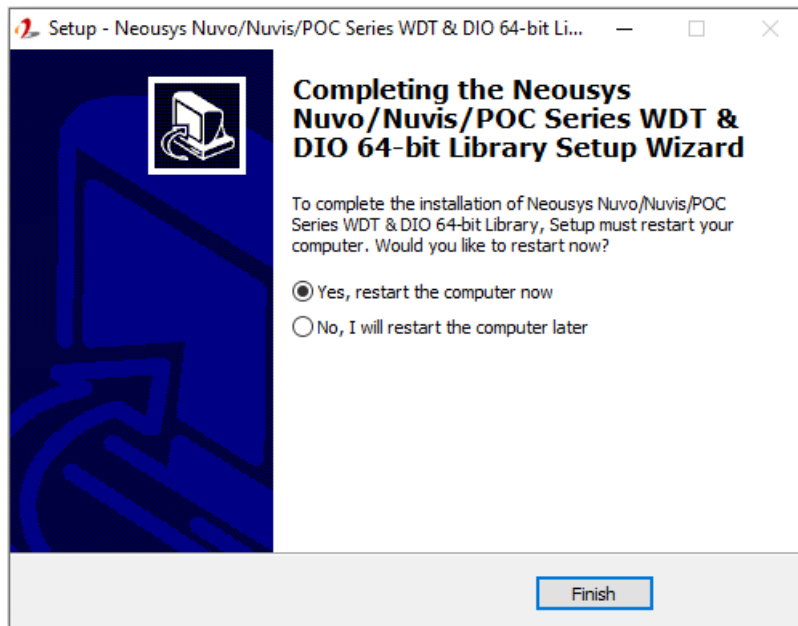 Setup - Neousys Nuvo/Nuvis/POC Series WDT & DIO 64-bit Li...
Completing the Neousys
Nuvo/Nuvis/POC Series WDT &
DIO 64-bit Library Setup Wizard
To complete the installation of Neousys Nuvo/Nuvis/POC
Series WDT & DIO 64-bit Library, Setup must restart your
computer. Would you like to restart now?
Yes, restart the computer now
No, I will restart the computer later
Finish